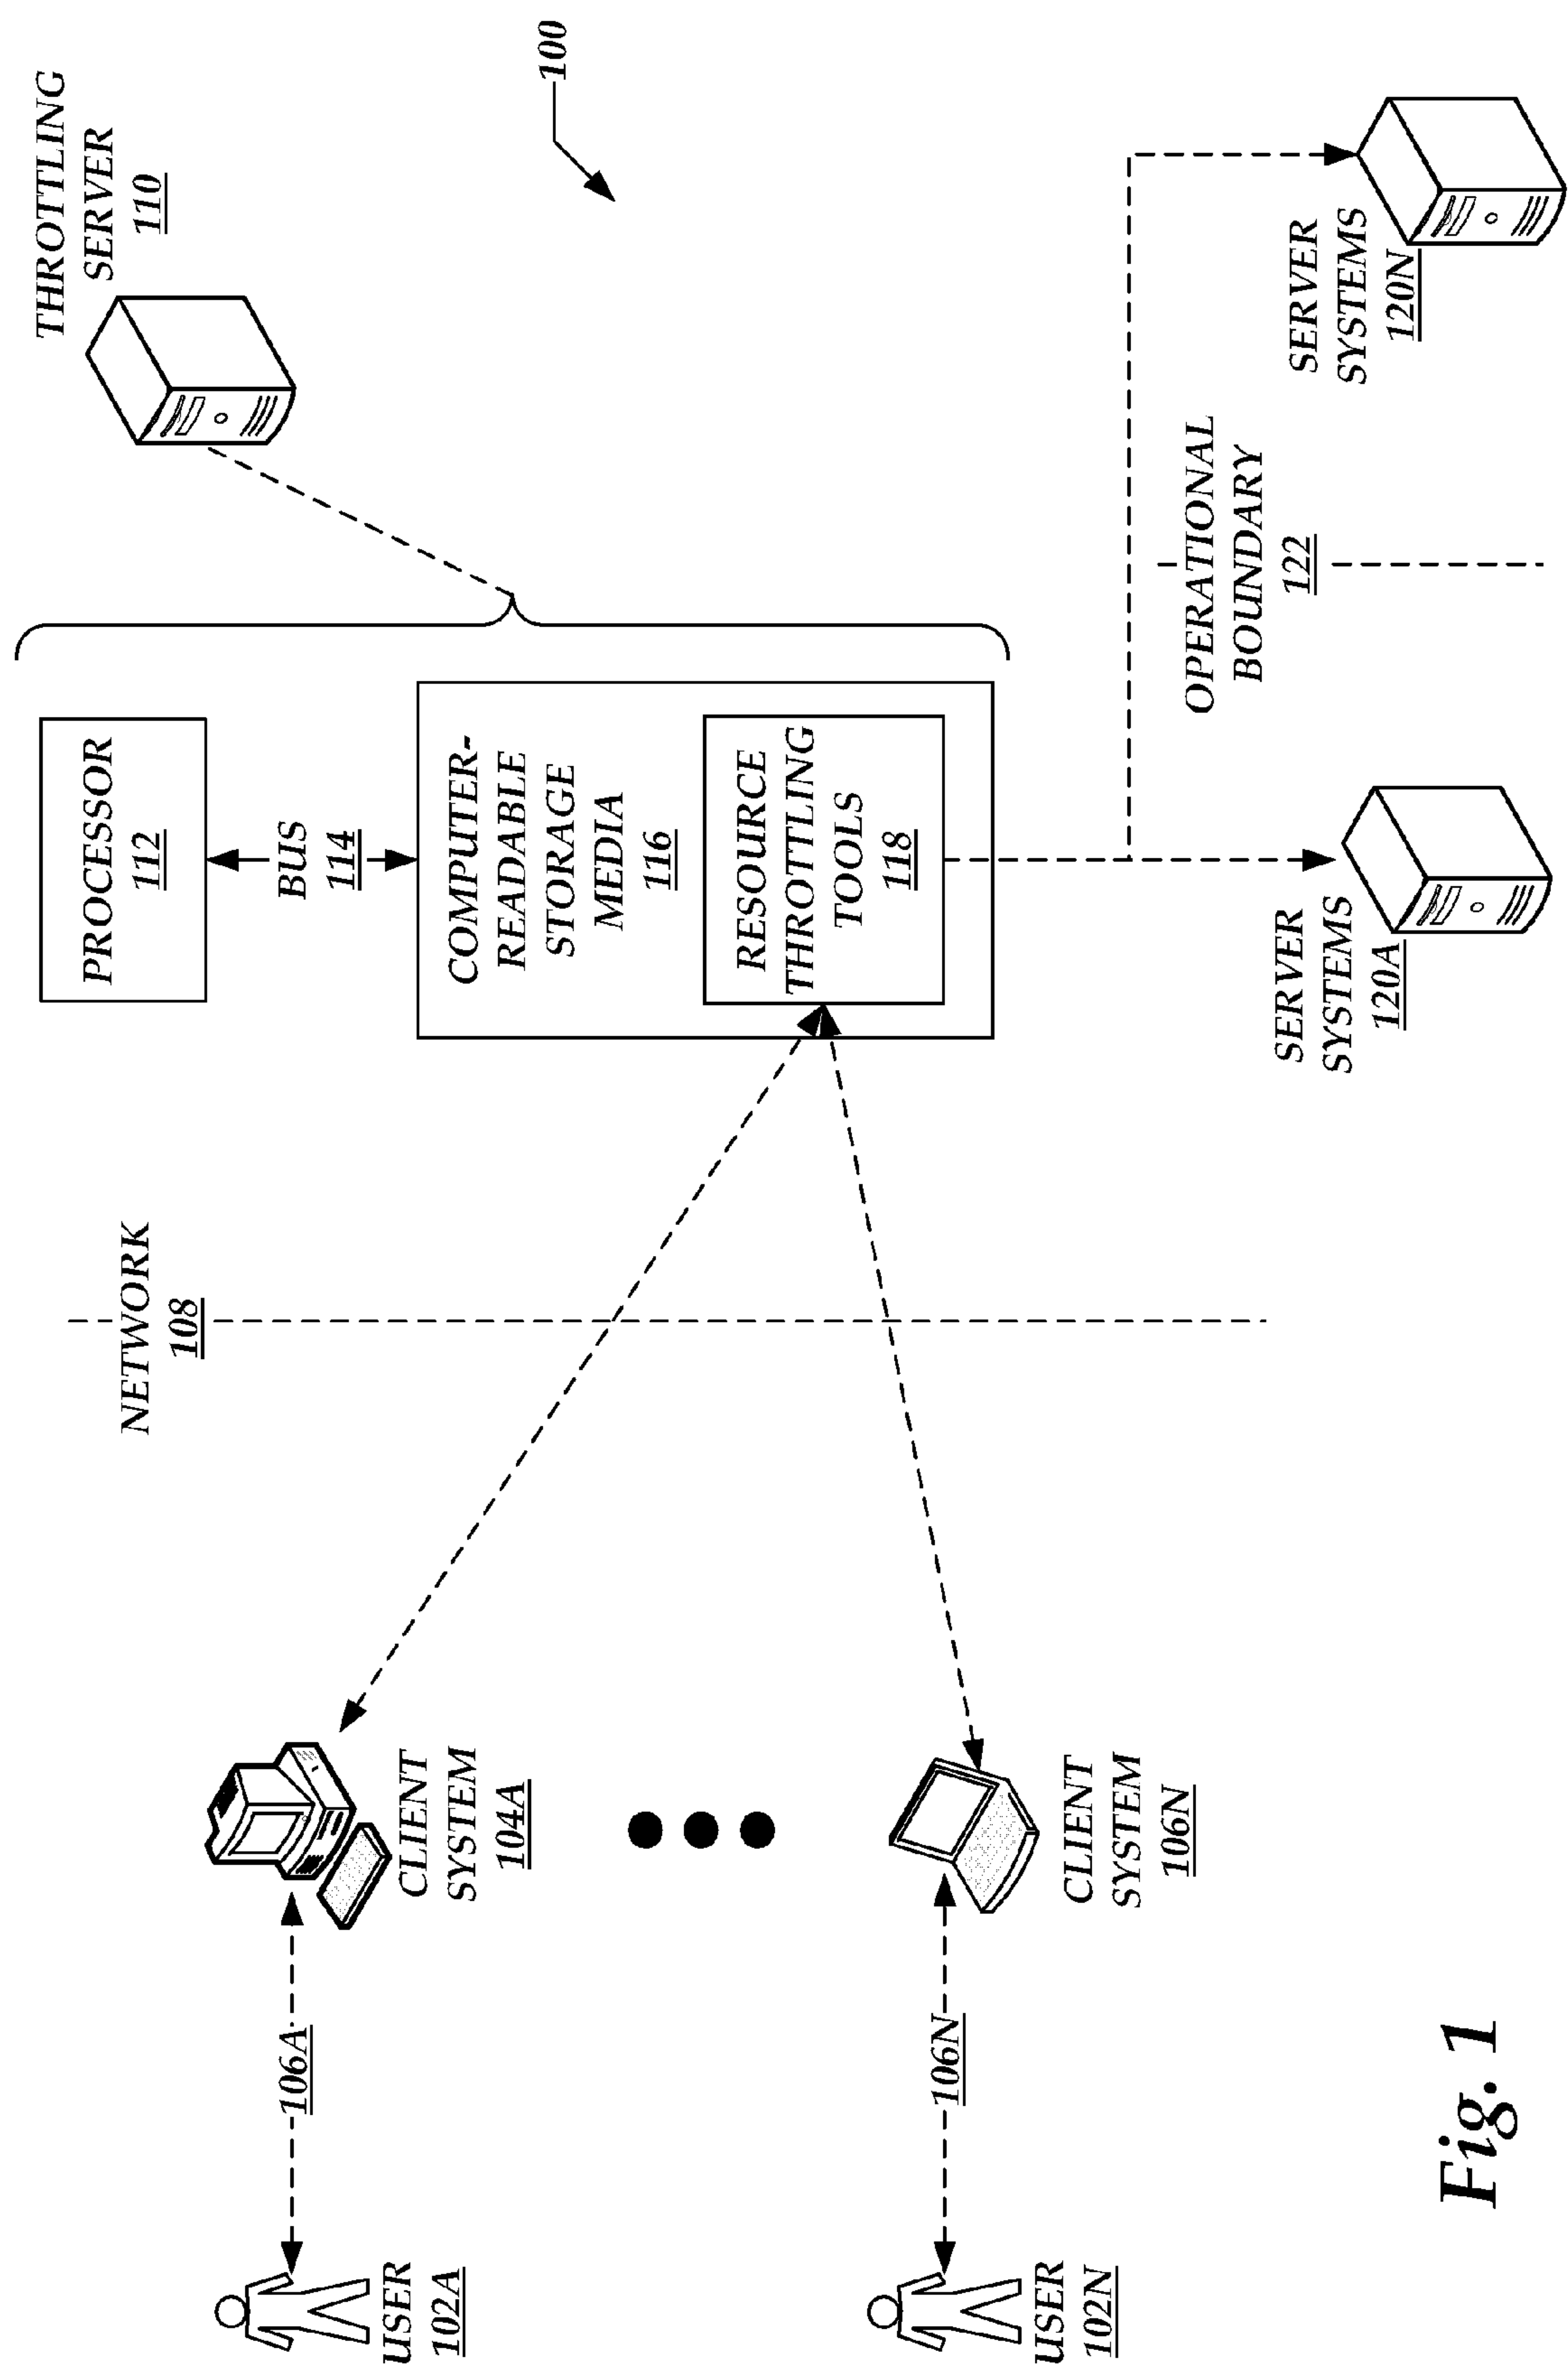 THROTTLING
SERVER
110
100
PROCESSOR
112
BUS
114
COMPUTER-
READABLE
STORAGE
MEDIA
116
RESOURCE
THROTTLING
TOOLS
118
NETWORK
108
CLIENT
SYSTEM
104A
106A
USER
102A
CLIENT
SYSTEM
106N
106N
USER
102N
SERVER
SYSTEMS
120A
OPERATIONAL
BOUNDARY
122
SERVER
SYSTEMS
120N
Fig. 1